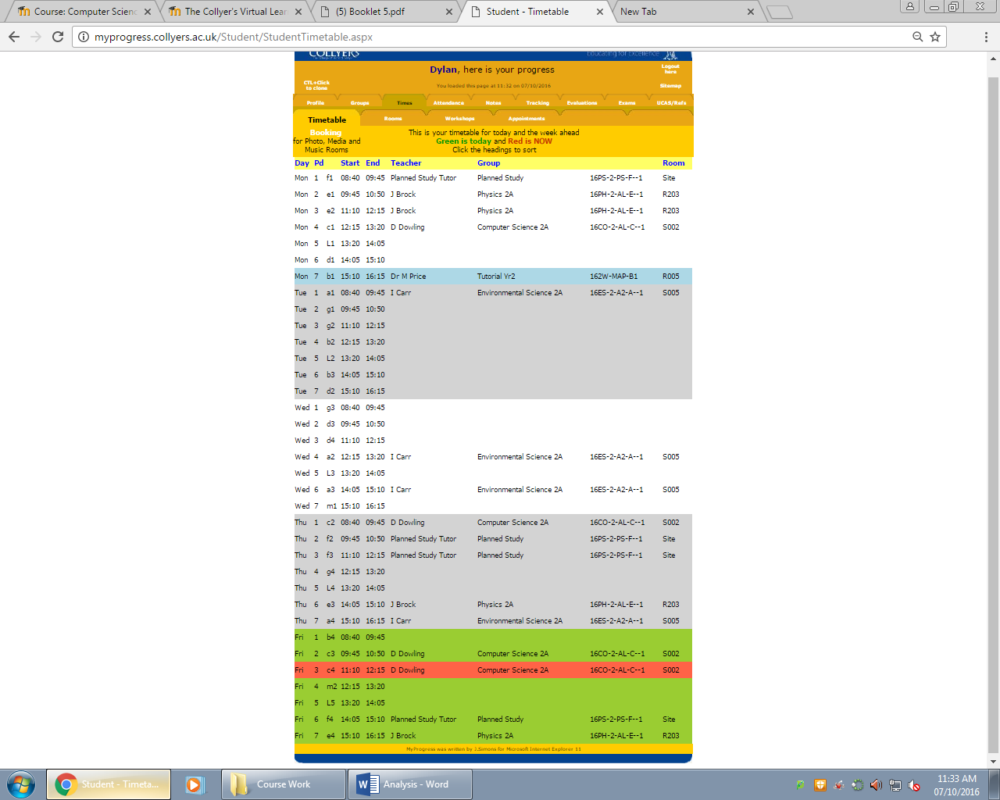 Course: Computer Scienc
The Collyer's Virtual Lear
(5) Booklet 5.pdf
Student - Timetable
New Tab
myprogress.collyers.ac.uk/Student/StudentTimetable.aspx
COLLYERS
Educating for Excellence
Dylan, here is your progress
Logout here
CTL+Click to clone
You loaded this page at 11:32 on 07/10/2016
Sitemap
Profile Groups Times Attendance Notes Tracking Evaluations Exams UCAS/Refs
Timetable Rooms Workshops Appointments
Booking
for Photo, Media and
Music Rooms
This is your timetable for today and the week ahead
Green is today and Red is NOW
Click the headings to sort
Day Pd Start End Teacher Group Room
Mon 1 f1 08:40 09:45 Planned Study Tutor Planned Study 16PS-2-PS-F--1 Site
Mon 2 e1 09:45 10:50 J Brock Physics 2A 16PH-2-AL-E--1 R203
Mon 3 e2 11:10 12:15 J Brock Physics 2A 16PH-2-AL-E--1 R203
Mon 4 c1 12:15 13:20 D Dowling Computer Science 2A 16CO-2-AL-C--1 S002
Mon 5 L1 13:20 14:05
Mon 6 d1 14:05 15:10
Mon 7 b1 15:10 16:15 Dr M Price Tutorial Yr2 162W-MAP-B1 R005
Tue 1 a1 08:40 09:45 I Carr Environmental Science 2A 16ES-2-A2-A--1 S005
Tue 2 g1 09:45 10:50
Tue 3 g2 11:10 12:15
Tue 4 b2 12:15 13:20
Tue 5 L2 13:20 14:05
Tue 6 b3 14:05 15:10
Tue 7 d2 15:10 16:15
Wed 1 g3 08:40 09:45
Wed 2 d3 09:45 10:50
Wed 3 d4 11:10 12:15
Wed 4 a2 12:15 13:20 I Carr Environmental Science 2A 16ES-2-A2-A--1 S005
Wed 5 L3 13:20 14:05
Wed 6 a3 14:05 15:10 I Carr Environmental Science 2A 16ES-2-A2-A--1 S005
Wed 7 m1 15:10 16:15
Thu 1 c2 08:40 09:45 D Dowling Computer Science 2A 16CO-2-AL-C--1 S002
Thu 2 f2 09:45 10:50 Planned Study Tutor Planned Study 16PS-2-PS-F--1 Site
Thu 3 f3 11:10 12:15 Planned Study Tutor Planned Study 16PS-2-PS-F--1 Site
Thu 4 g4 12:15 13:20
Thu 5 L4 13:20 14:05
Thu 6 e3 14:05 15:10 J Brock Physics 2A 16PH-2-AL-E--1 R203
Thu 7 a4 15:10 16:15 I Carr Environmental Science 2A 16ES-2-A2-A--1 S005
Fri 1 b4 08:40 09:45
Fri 2 c3 09:45 10:50 D Dowling Computer Science 2A 16CO-2-AL-C--1 S002
Fri 3 c4 11:10 12:15 D Dowling Computer Science 2A 16CO-2-AL-C--1 S002
Fri 4 m2 12:15 13:20
Fri 5 L5 13:20 14:05
Fri 6 f4 14:05 15:10 Planned Study Tutor Planned Study 16PS-2-PS-F--1 Site
Fri 7 e4 15:10 16:15 J Brock Physics 2A 16PH-2-AL-E--1 R203
MyProgress was written by J.Simons for Microsoft Internet Explorer 11
Student - Timeta...
Course Work
Analysis - Word
11:33 AM
07/10/2016